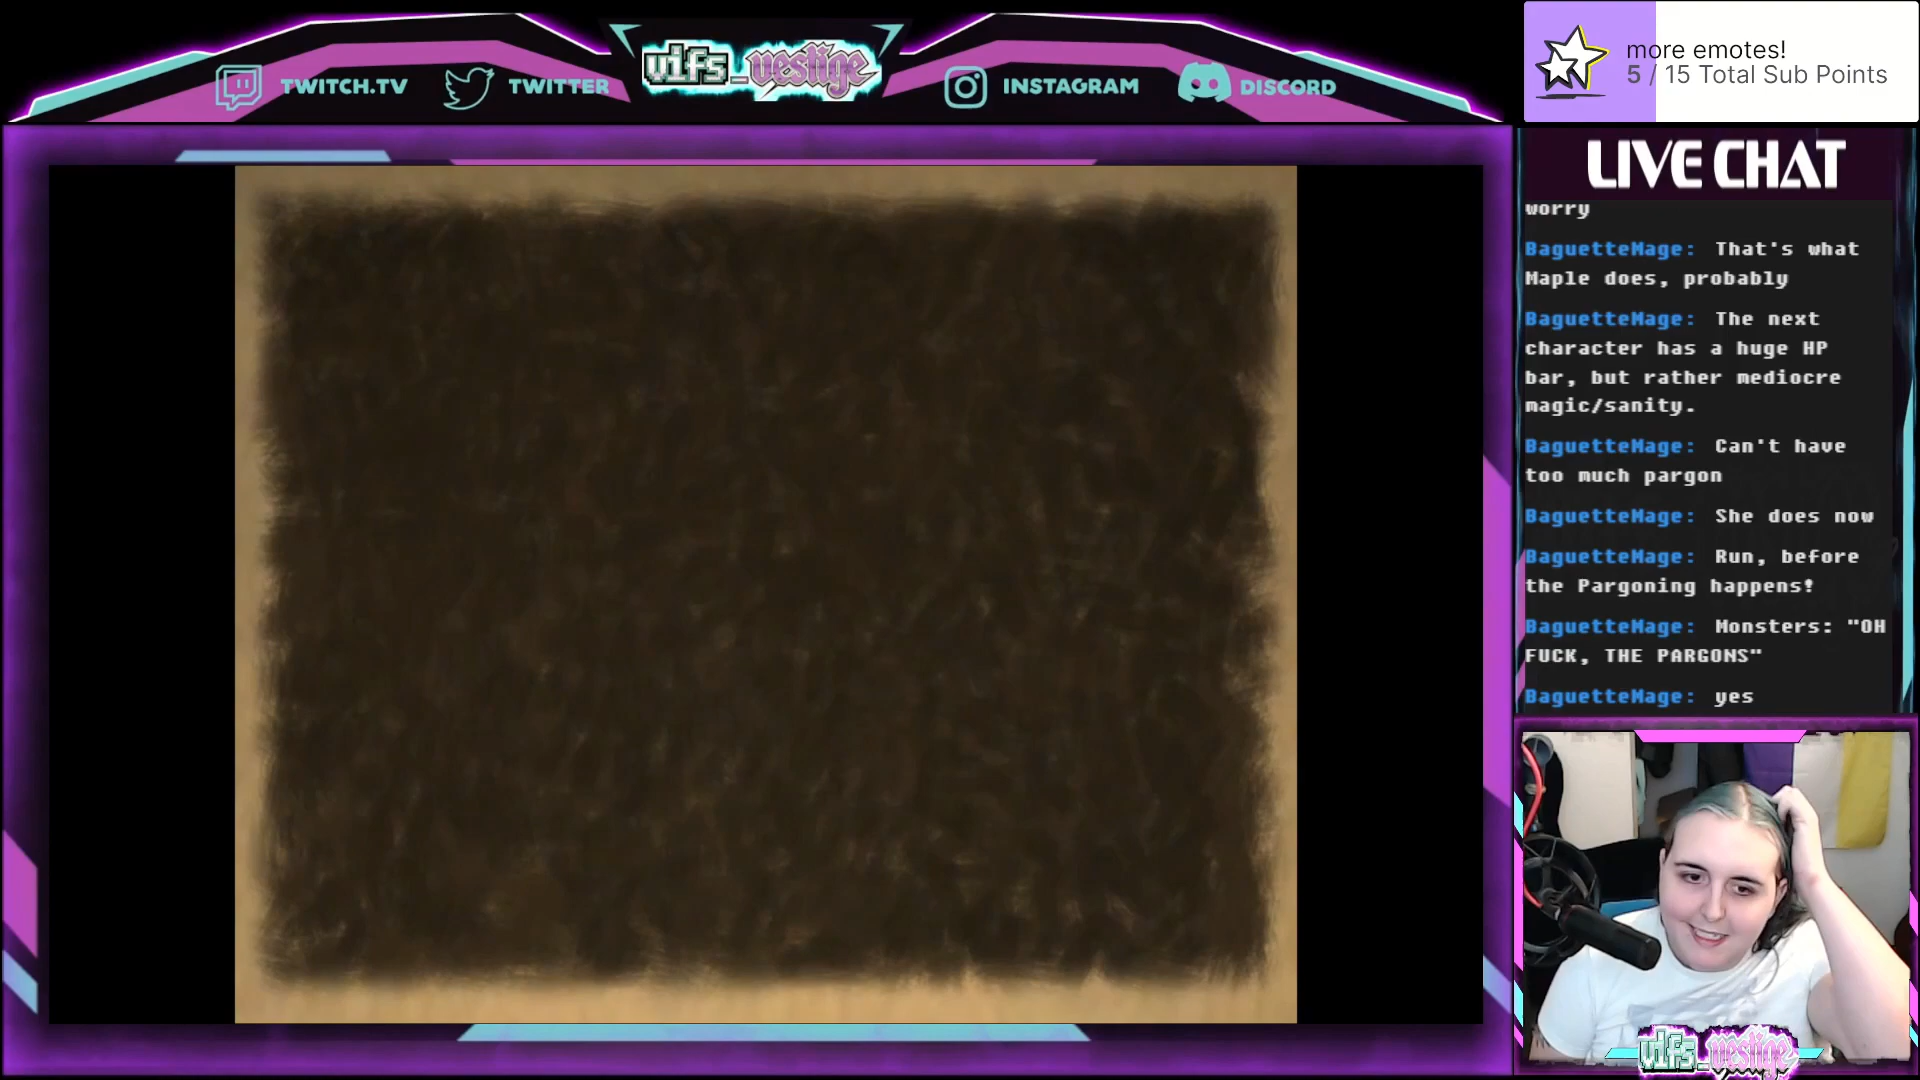 TWITCH.TV
TWITTER
vifs_vestige
INSTAGRAM
DISCORD
more emotes!
5 / 15 Total Sub Points
LIVE CHAT
worry
BaguetteMage: That's what
Maple does, probably
BaguetteMage: The next
character has a huge HP
bar, but rather mediocre
magic/sanity.
BaguetteMage: Can't have
too much pargon
BaguetteMage: She does now
BaguetteMage: Run, before
the Pargoning happens!
BaguetteMage: Monsters: "OH
FUCK, THE PARGONS"
BaguetteMage: yes
vifs_vestige